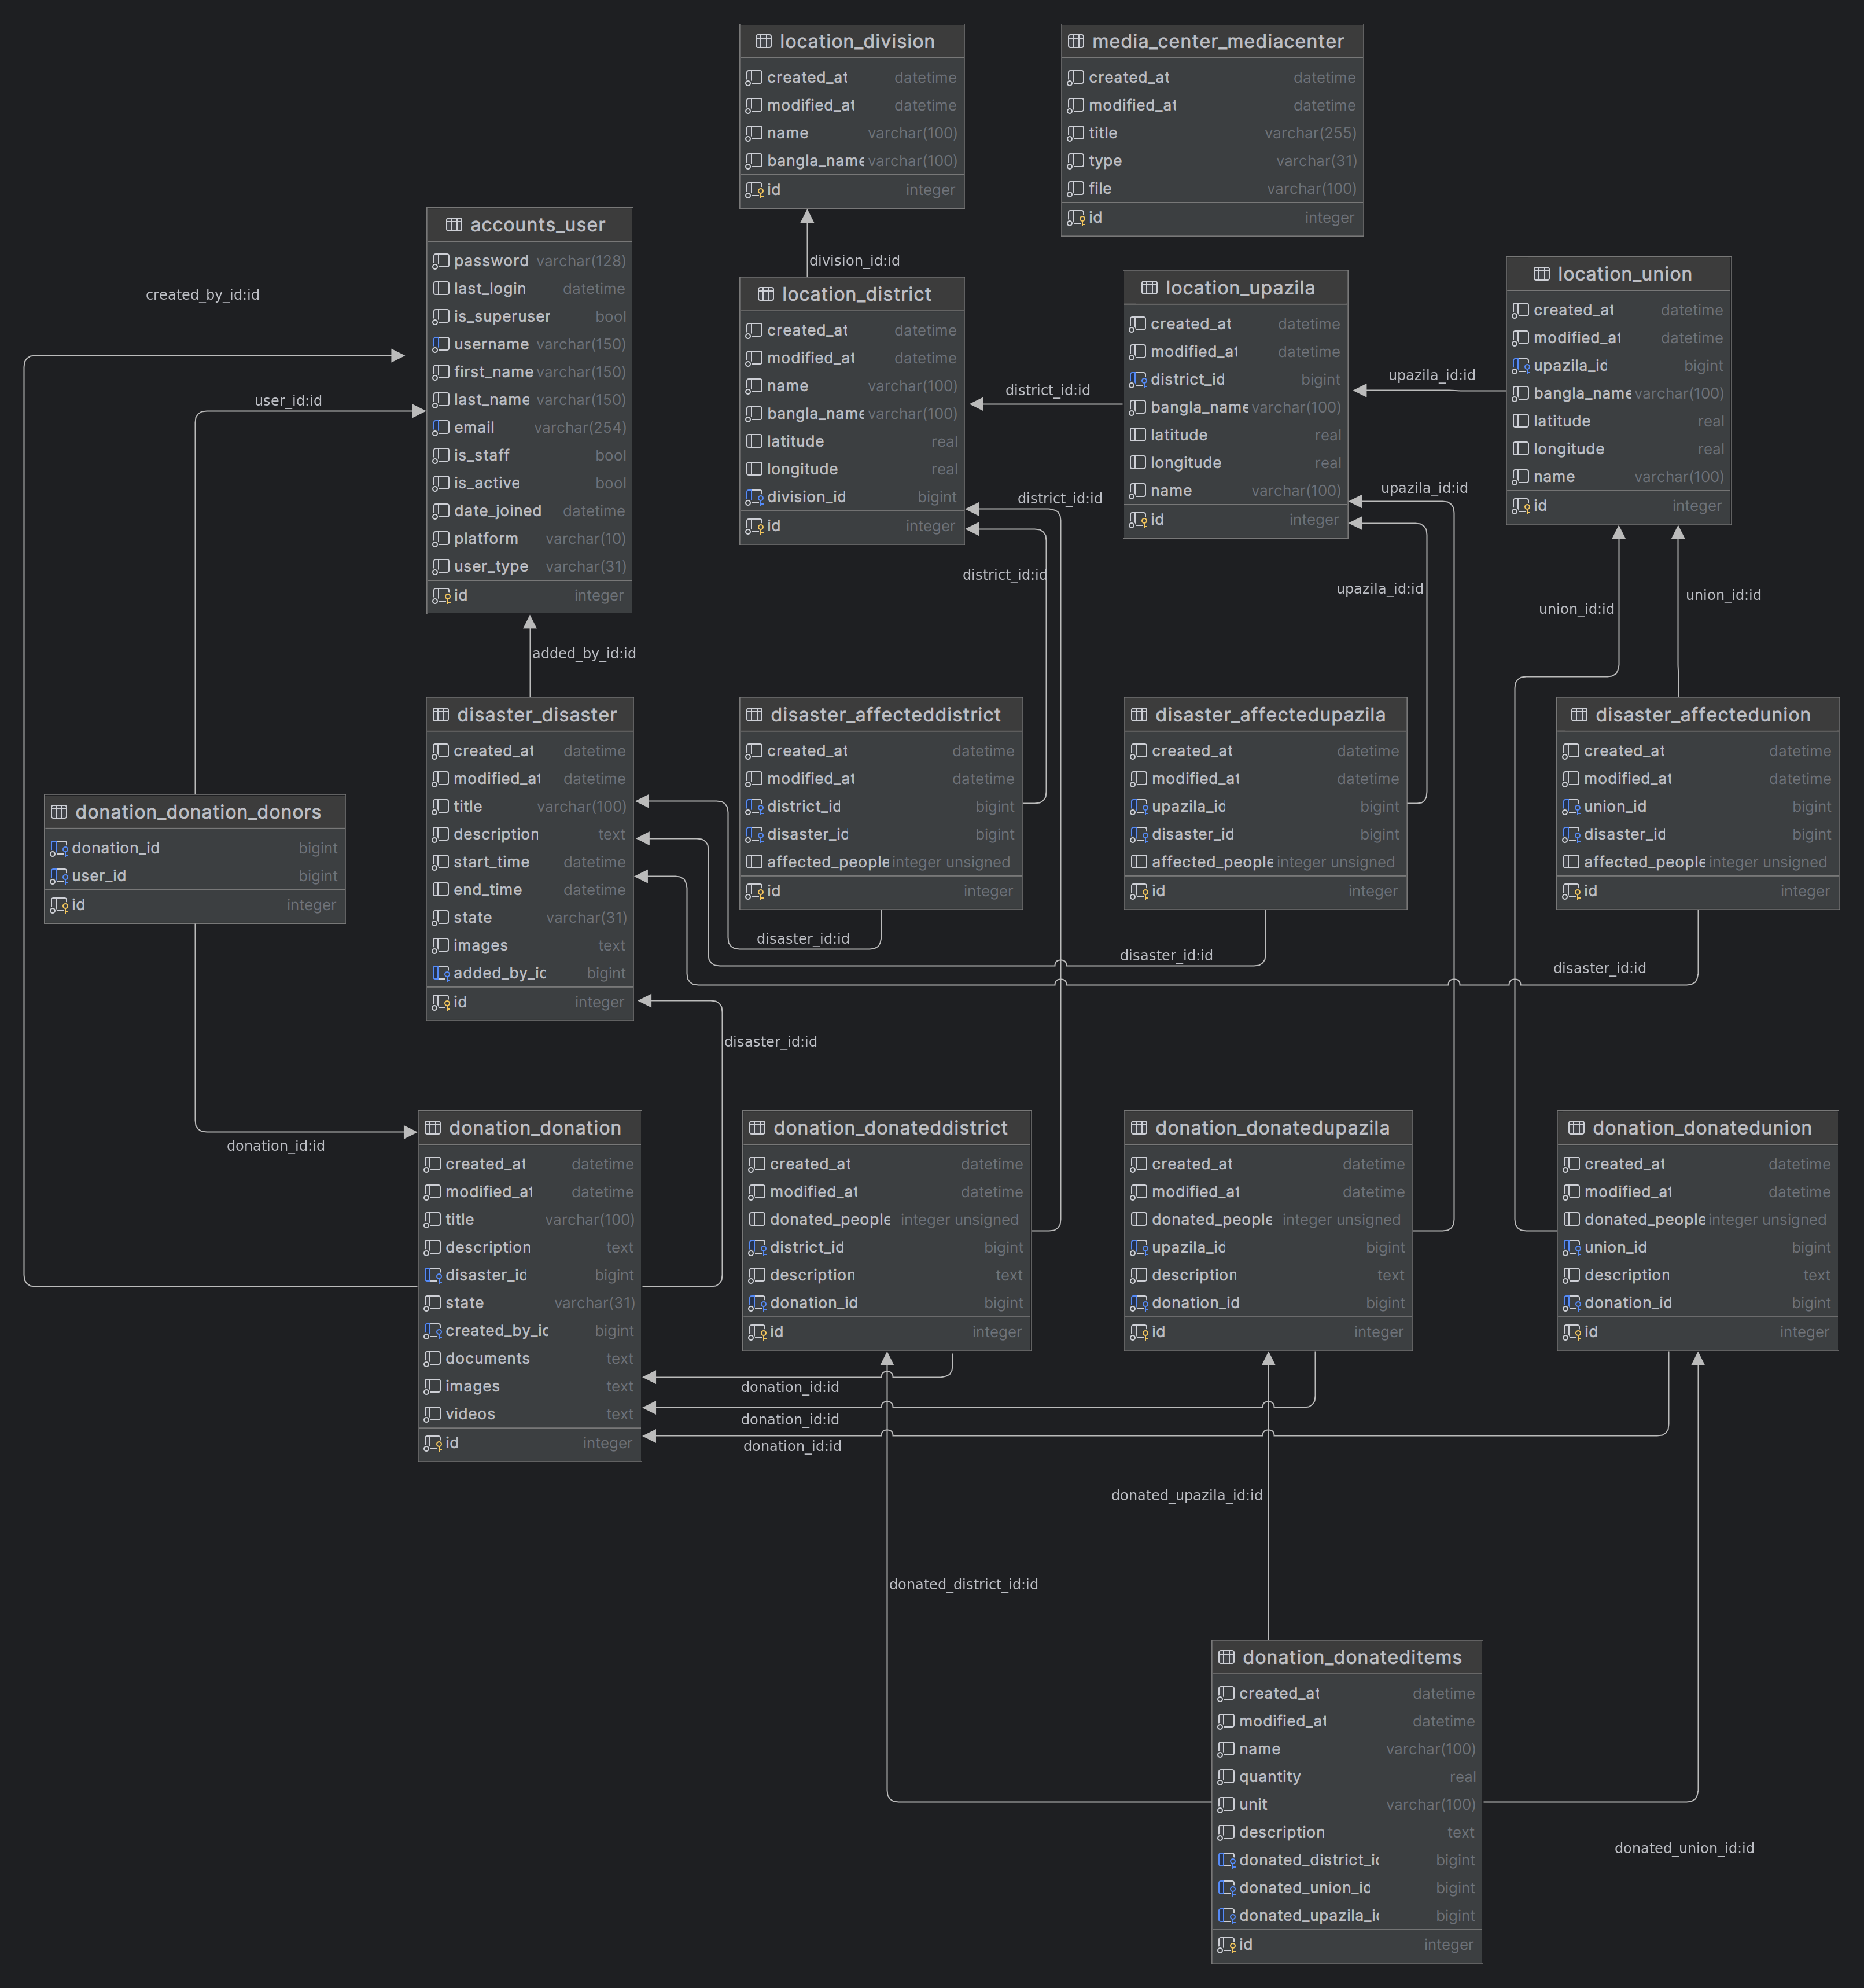 location_division
created_at datetime
modified_at datetime
name varchar(100)
bangla_name varchar(100)
id integer
media_center_mediacenter
created_at datetime
modified_at datetime
title varchar(255)
type varchar(31)
file varchar(100)
id integer
accounts_user
password varchar(128)
last_login datetime
is_superuser bool
username varchar(150)
first_name varchar(150)
last_name varchar(150)
email varchar(254)
is_staff bool
is_active bool
date_joined datetime
platform varchar(10)
user_type varchar(31)
id integer
created_by_id:id
user_id:id
division_id:id
location_district
created_at datetime
modified_at datetime
name varchar(100)
bangla_name varchar(100)
latitude real
longitude real
division_id bigint
id integer
district_id:id
district_id:id
district_id:id
location_upazila
created_at datetime
modified_at datetime
district_id bigint
bangla_name varchar(100)
latitude real
longitude real
name varchar(100)
id integer
upazila_id:id
upazila_id:id
upazila_id:id
location_union
created_at datetime
modified_at datetime
upazila_id bigint
bangla_name varchar(100)
latitude real
longitude real
name varchar(100)
id integer
union_id:id
union_id:id
added_by_id:id
disaster_disaster
created_at datetime
modified_at datetime
title varchar(100)
description text
start_time datetime
end_time datetime
state varchar(31)
images text
added_by_id bigint
id integer
disaster_affecteddistrict
created_at datetime
modified_at datetime
district_id bigint
disaster_id bigint
affected_people integer unsigned
id integer
disaster_affectedupazila
created_at datetime
modified_at datetime
upazila_id bigint
disaster_id bigint
affected_people integer unsigned
id integer
disaster_affectedunion
created_at datetime
modified_at datetime
union_id bigint
disaster_id bigint
affected_people integer unsigned
id integer
donation_donation_donors
donation_id bigint
user_id bigint
id integer
disaster_id:id
disaster_id:id
disaster_id:id
disaster_id:id
donation_id:id
donation_donation
created_at datetime
modified_at datetime
title varchar(100)
description text
disaster_id bigint
state varchar(31)
created_by_id bigint
documents text
images text
videos text
id integer
donation_donateddistrict
created_at datetime
modified_at datetime
donated_people integer unsigned
district_id bigint
description text
donation_id bigint
id integer
donation_donatedupazila
created_at datetime
modified_at datetime
donated_people integer unsigned
upazila_id bigint
description text
donation_id bigint
id integer
donation_donatedunion
created_at datetime
modified_at datetime
donated_people integer unsigned
union_id bigint
description text
donation_id bigint
id integer
donation_id:id
donation_id:id
donation_id:id
donated_upazila_id:id
donated_district_id:id
donation_donateditems
created_at datetime
modified_at datetime
name varchar(100)
quantity real
unit varchar(100)
description text
donated_district_id bigint
donated_union_id bigint
donated_upazila_id bigint
id integer
donated_union_id:id